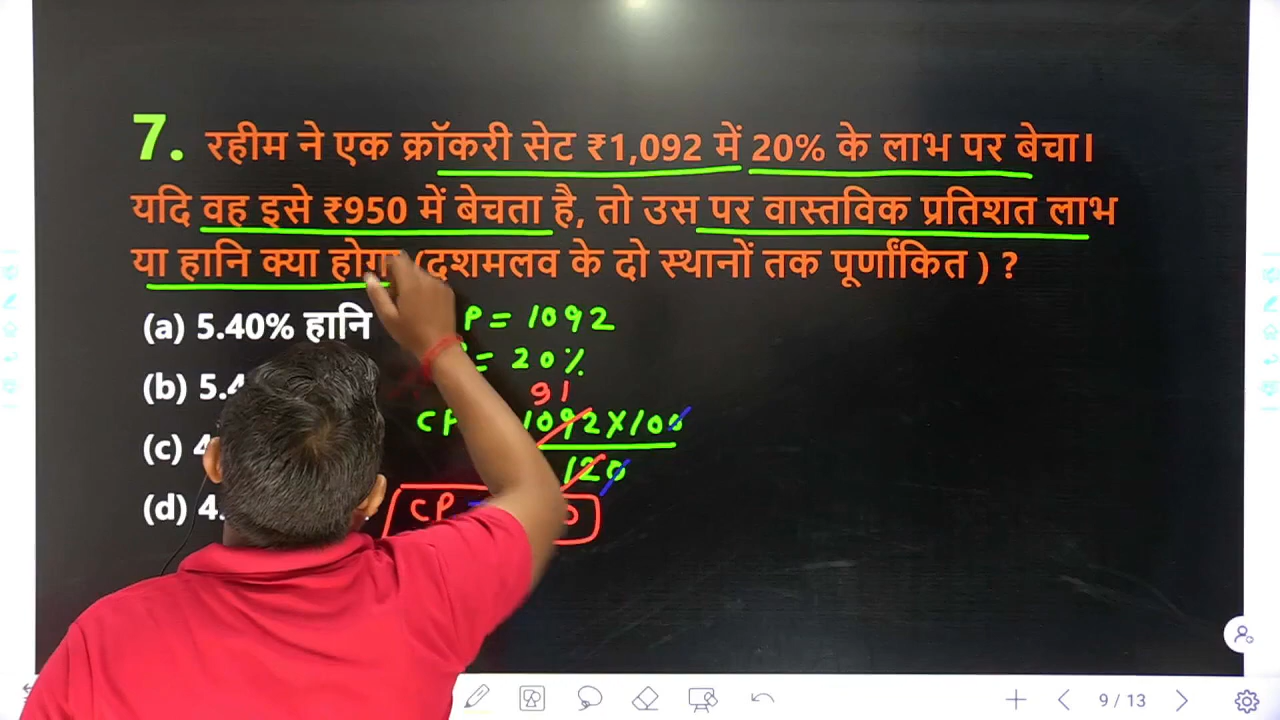 7. रहीम ने एक क्रॉकरी सेट ₹1,092 में 20% के लाभ पर बेचा।
यदि वह इसे ₹950 में बेचता है, तो उस पर वास्तविक प्रतिशत लाभ
या हानि क्या होगा (दशमलव के दो स्थानों तक पूर्णांकित ) ?
(a) 5.40% हानि
(b) 5.4
(c) 4
(d) 4.
P = 1092
= 20%
91
CP 1092×100
120
CP
9 / 13